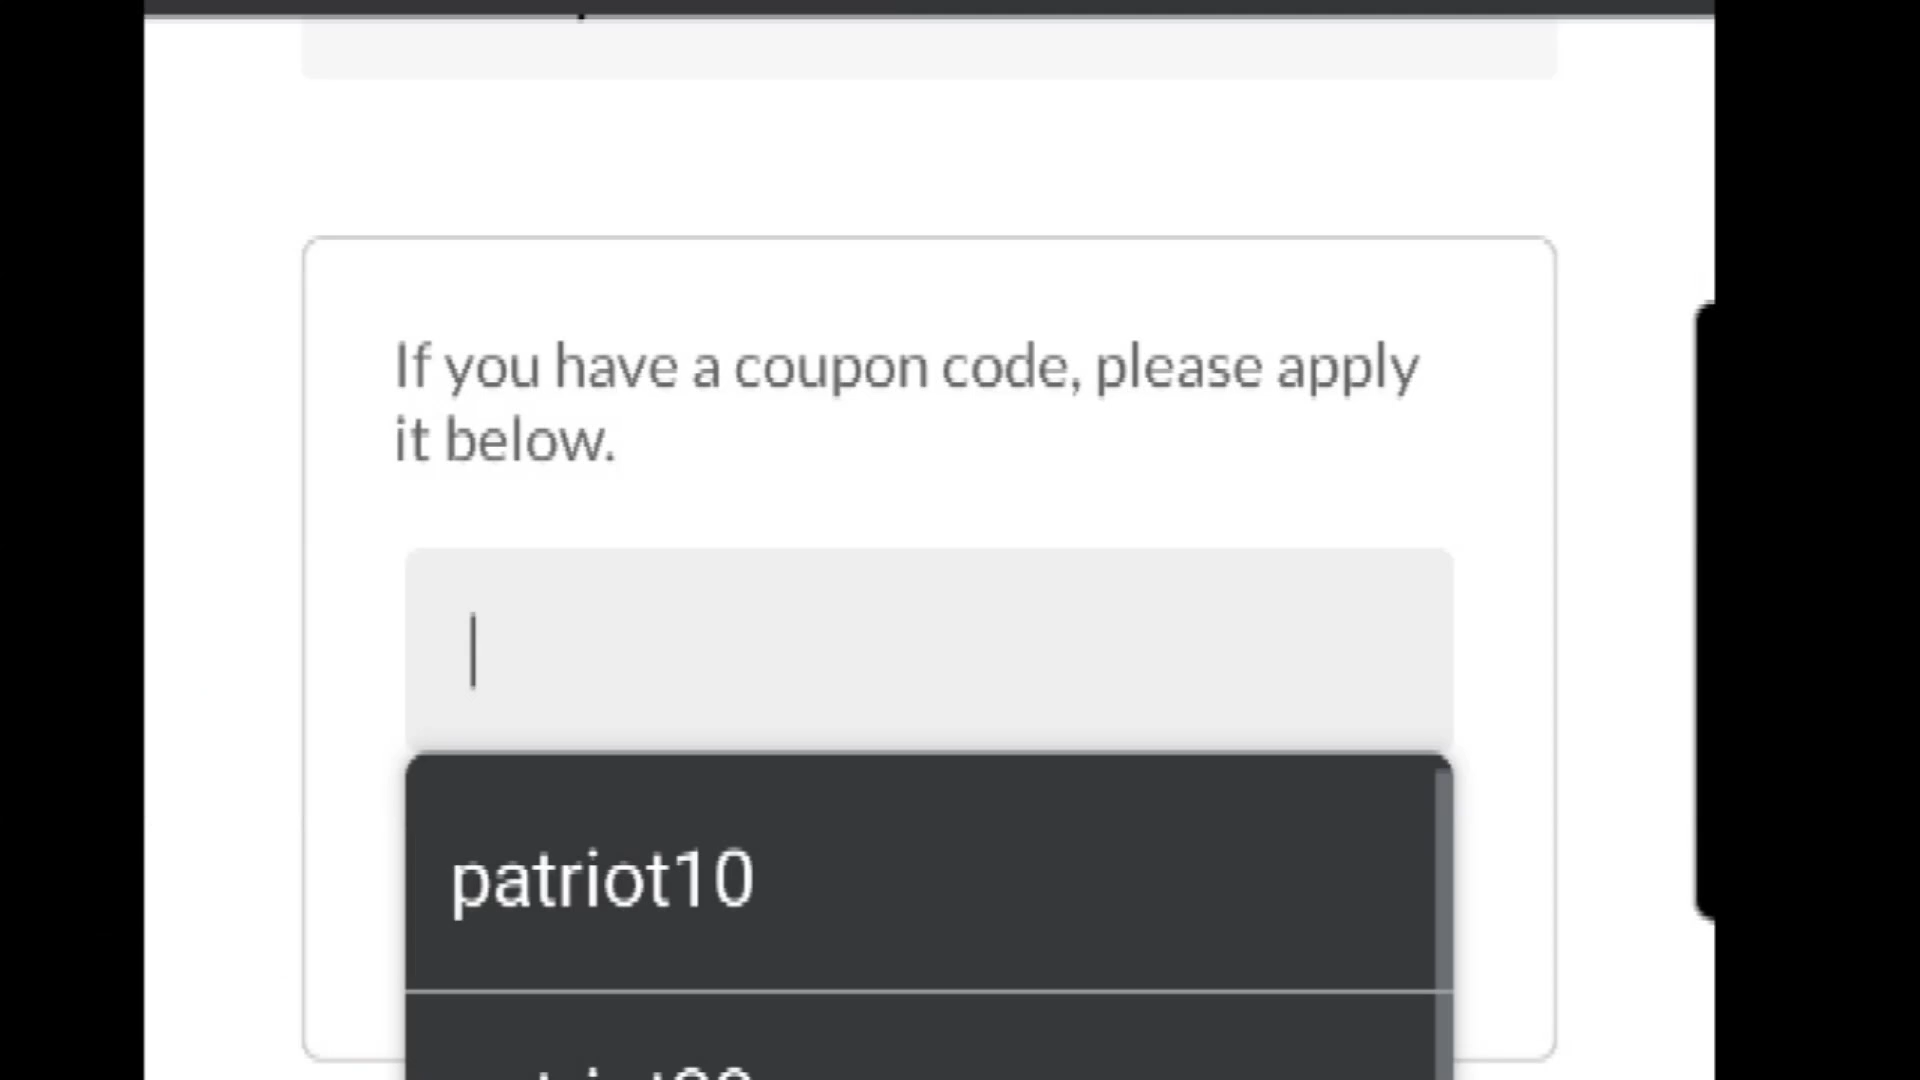 If you have a coupon code, please apply
it below.
patriot10